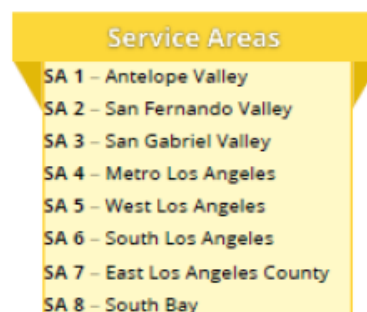 Service Areas
SA 1 – Antelope Valley
SA 2 – San Fernando Valley
SA 3 – San Gabriel Valley
SA 4 – Metro Los Angeles
SA 5 – West Los Angeles
SA 6 – South Los Angeles
SA 7 – East Los Angeles County
SA 8 – South Bay